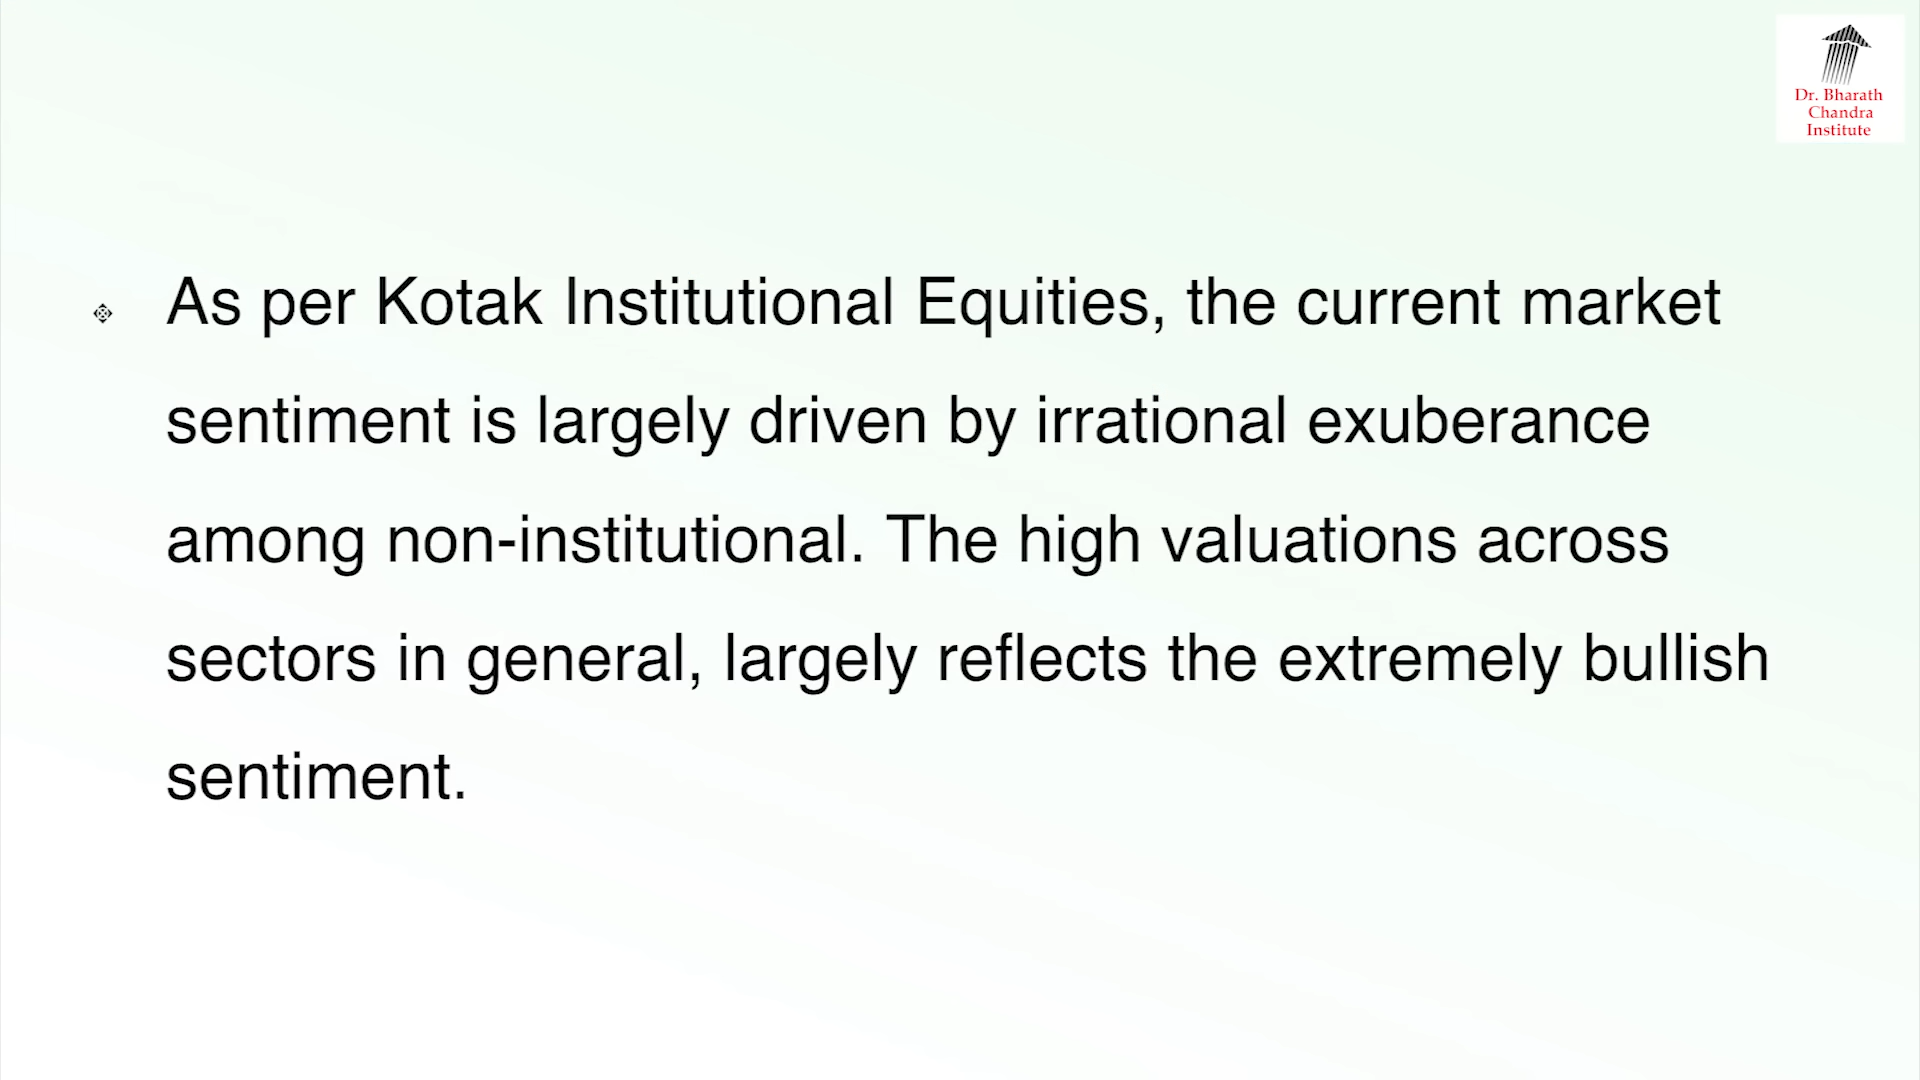 Dr. Bharath
Chandra
Institute
As per Kotak Institutional Equities, the current market
sentiment is largely driven by irrational exuberance
among non-institutional. The high valuations across
sectors in general, largely reflects the extremely bullish
sentiment.